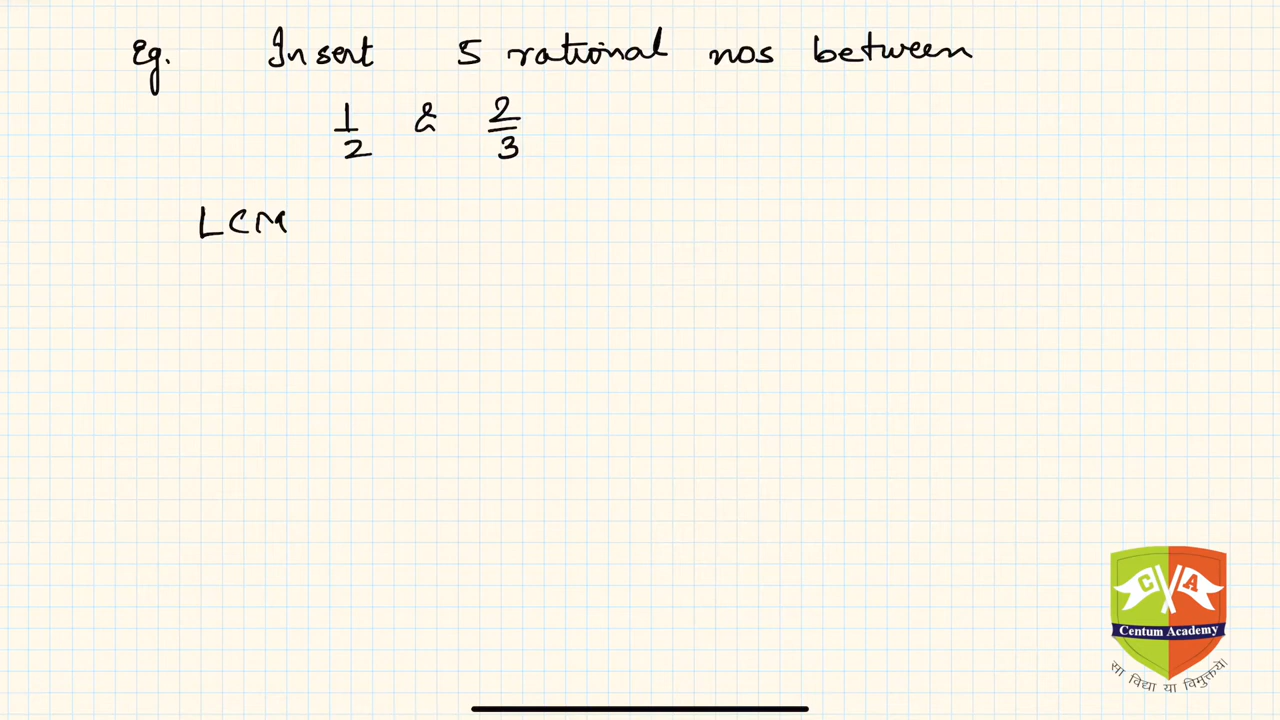 Eg. Insert 5 rational nos between
1/2 & 2/3
LCM
C A
Centum Academy
सा विद्या या विमुक्तये।